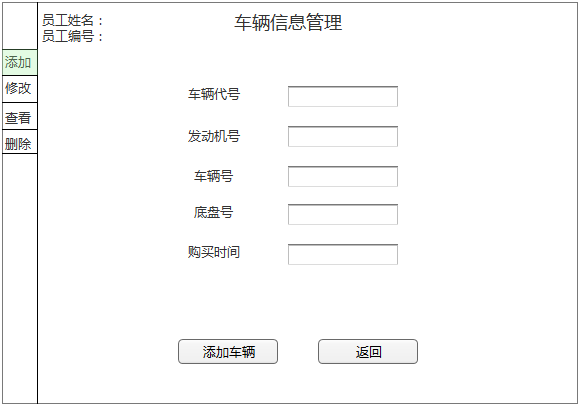 员工姓名：
员工编号：
车辆信息管理
添加
修改
查看
删除
车辆代号
发动机号
车辆号
底盘号
购买时间
添加车辆
返回